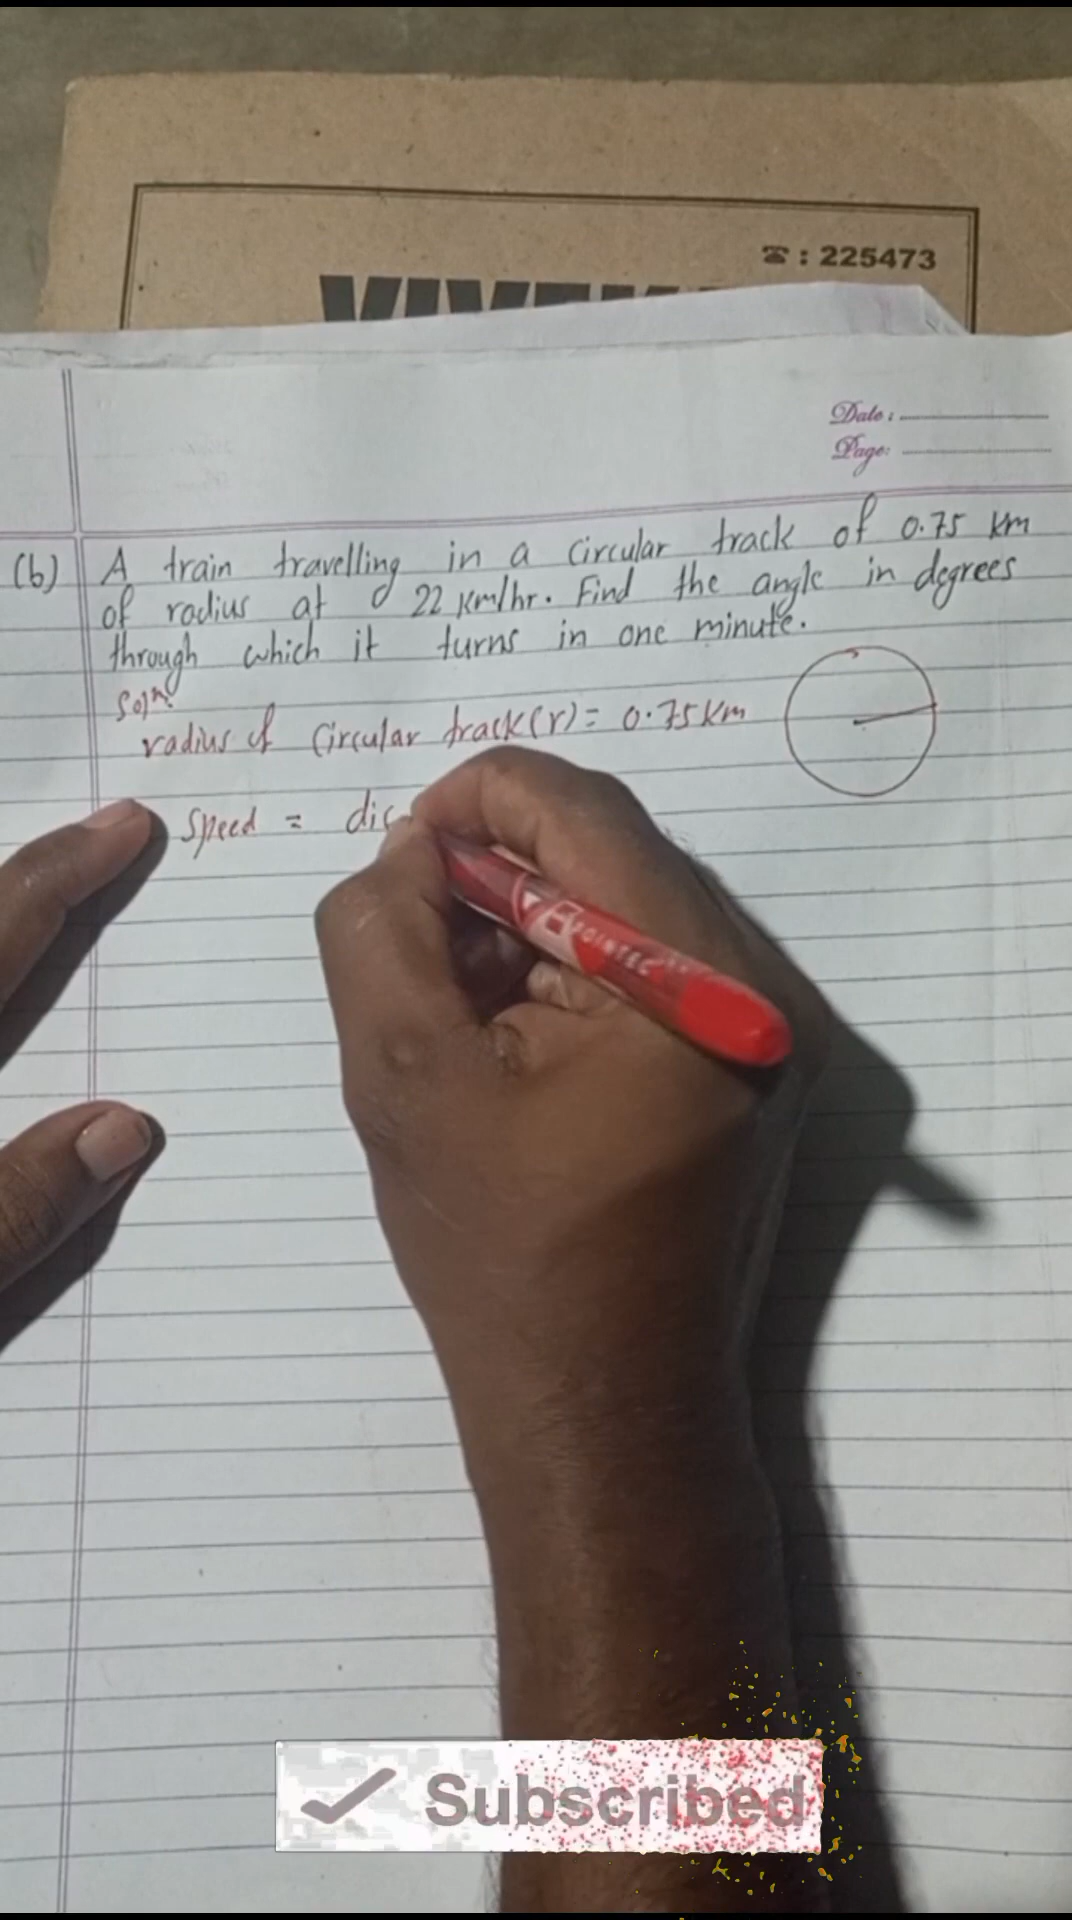 ☎ : 225473
Date :
Page:
(b) A train travelling in a circular track of 0.75 km
of radius at 22 km/hr. Find the angle in degrees
through which it turns in one minute.
Soln
radius of circular track(r) = 0.75 km
Speed =
Subscribed